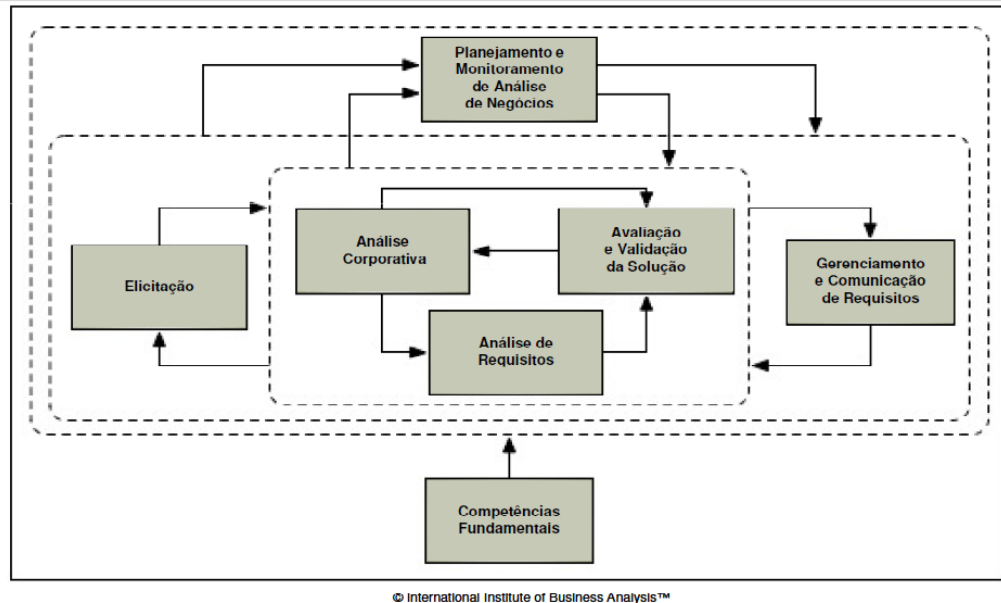 Planejamento e
Monitoramento
de Análise
de Negócios
Análise
Corporativa
Avaliação
e Validação
da Solução
Elicitação
Gerenciamento
e Comunicação
de Requisitos
Análise de
Requisitos
Competências
Fundamentais
© International Institute of Business Analysis™